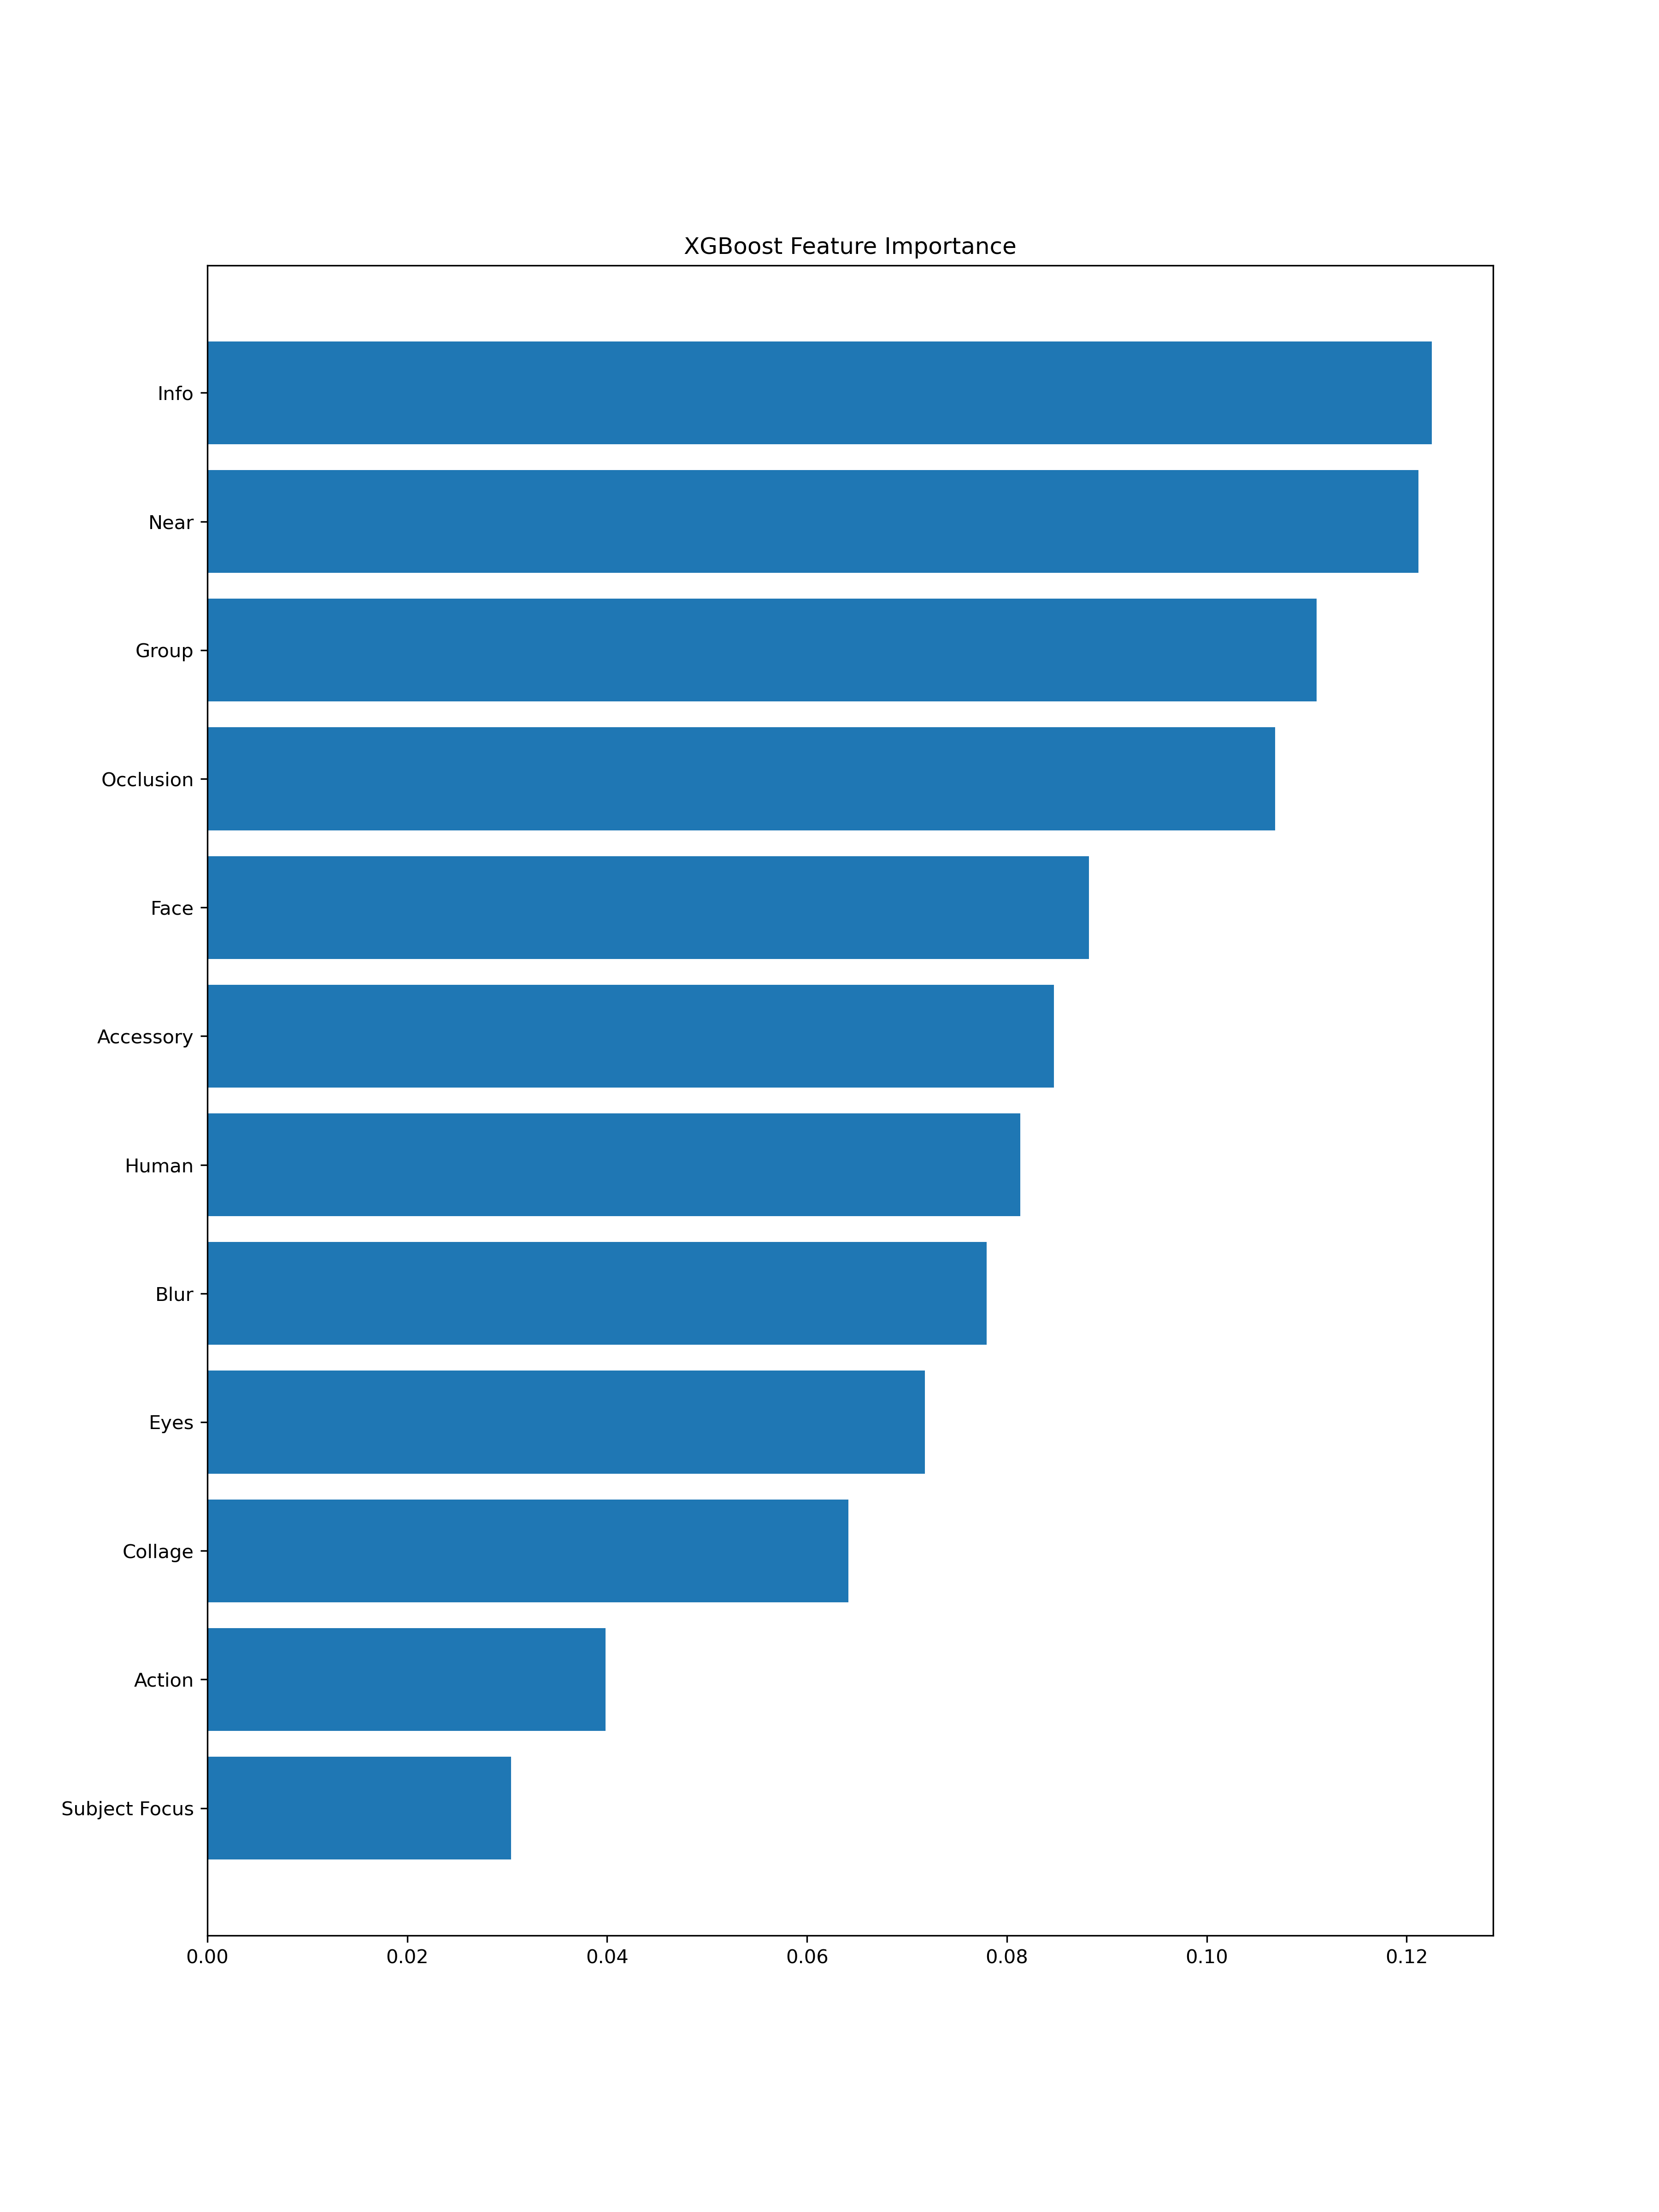 XGBoost Feature Importance
Info
Near
Group
Occlusion
Face
Accessory
Human
Blur
Eyes
Collage
Action
Subject Focus
0.00 0.02 0.04 0.06 0.08 0.10 0.12